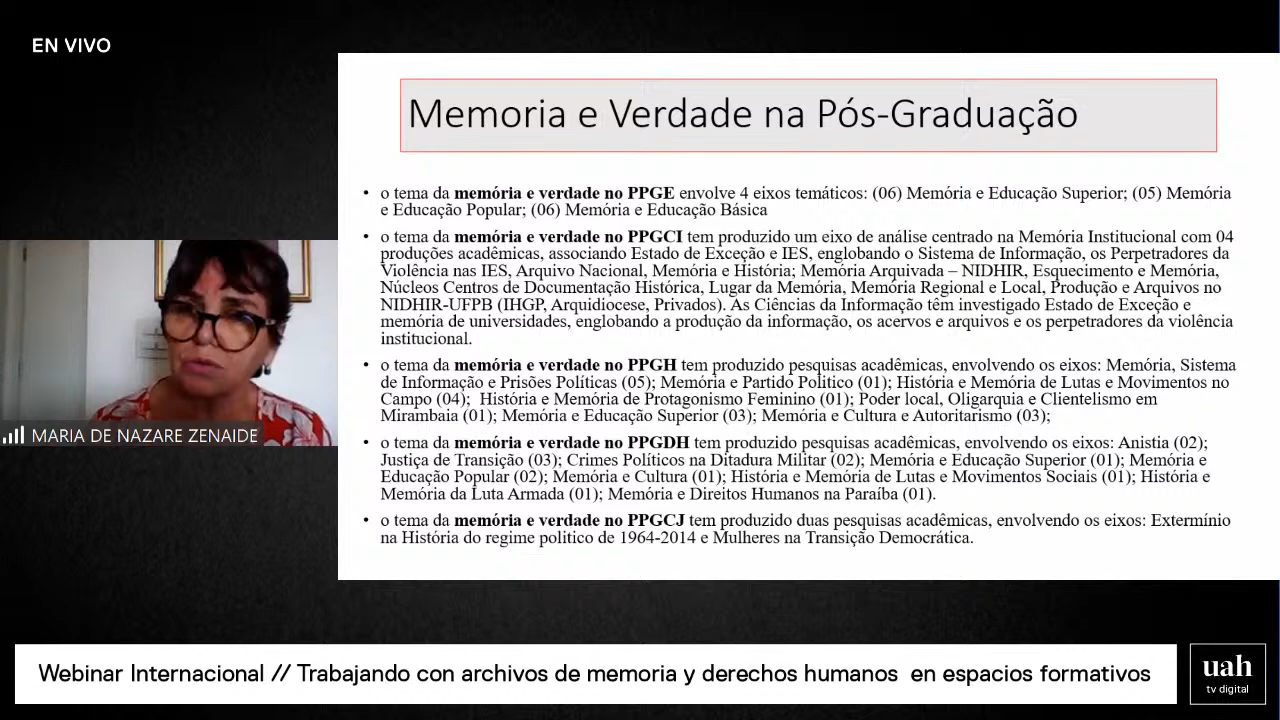 EN VIVO
Memoria e Verdade na Pós-Graduação
• o tema da memória e verdade no PPGE envolve 4 eixos temáticos: (06) Memória e Educação Superior; (05) Memória
e Educação Popular; (06) Memória e Educação Básica
• o tema da memória e verdade no PPGCI tem produzido um eixo de análise centrado na Memória Institucional com 04
produções acadêmicas, associando Estado de Exceção e IES, englobando o Sistema de Informação, os Perpetradores da
Violência nas IES, Arquivo Nacional, Memória e História; Memória Arquivada – NIDHIR, Esquecimento e Memória,
Núcleos Centros de Documentação Histórica, Lugar da Memória, Memória Regional e Local, Produção e Arquivos no
NIDHIR-UFPB (IHGP, Arquidiocese, Privados). As Ciências da Informação têm investigado Estado de Exceção e
memória de universidades, englobando a produção da informação, os acervos e arquivos e os perpetradores da violência
institucional.
• o tema da memória e verdade no PPGH tem produzido pesquisas acadêmicas, envolvendo os eixos: Memória, Sistema
de Informação e Prisões Políticas (05); Memória e Partido Politico (01); História e Memória de Lutas e Movimentos no
Campo (04); História e Memória de Protagonismo Feminino (01); Poder local, Oligarquia e Clientelismo em
Mirambaia (01); Memória e Educação Superior (03); Memória e Cultura e Autoritarismo (03);
• o tema da memória e verdade no PPGDH tem produzido pesquisas acadêmicas, envolvendo os eixos: Anistia (02);
Justiça de Transição (03); Crimes Políticos na Ditadura Militar (02); Memória e Educação Superior (01); Memória e
Educação Popular (02); Memória e Cultura (01); História e Memória de Lutas e Movimentos Sociais (01); História e
Memória da Luta Armada (01); Memória e Direitos Humanos na Paraíba (01).
• o tema da memória e verdade no PPGCJ tem produzido duas pesquisas acadêmicas, envolvendo os eixos: Extermínio
na História do regime politico de 1964-2014 e Mulheres na Transição Democrática.
MARIA DE NAZARE ZENAIDE
Webinar Internacional // Trabajando con archivos de memoria y derechos humanos en espacios formativos
uah
tv digital